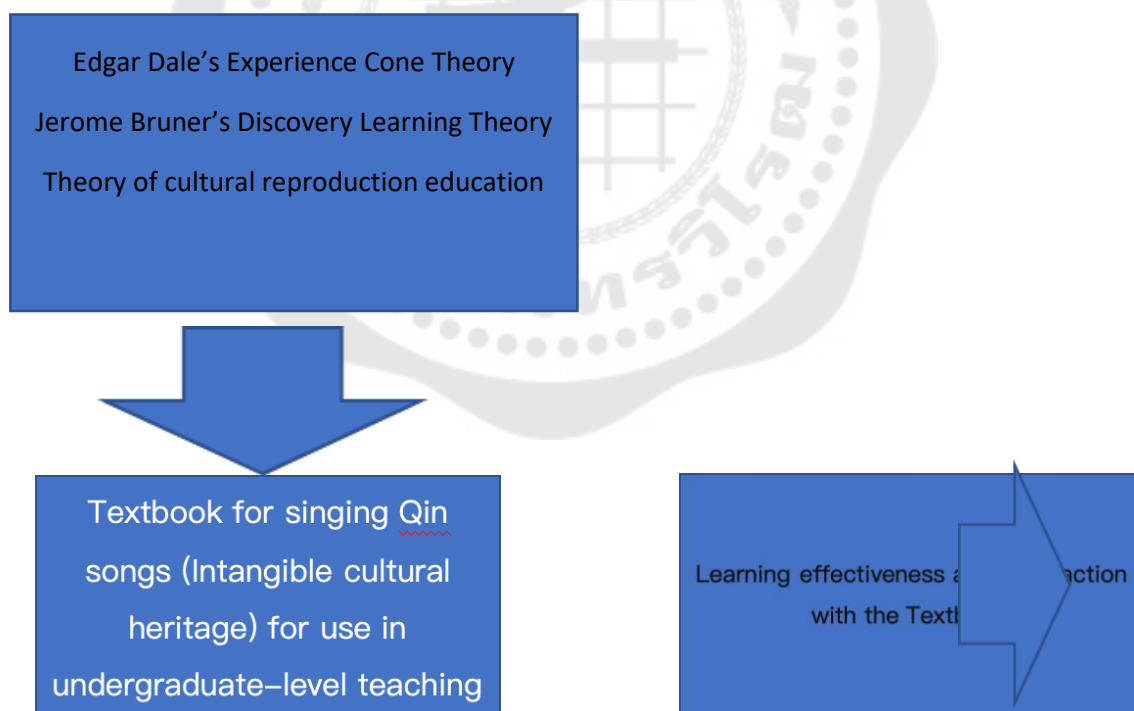 Edgar Dale’s Experience Cone Theory
Jerome Bruner’s Discovery Learning Theory
Theory of cultural reproduction education
Textbook for singing Qin
songs (Intangible cultural
heritage) for use in
undergraduate-level teaching
Learning effectiveness
with the